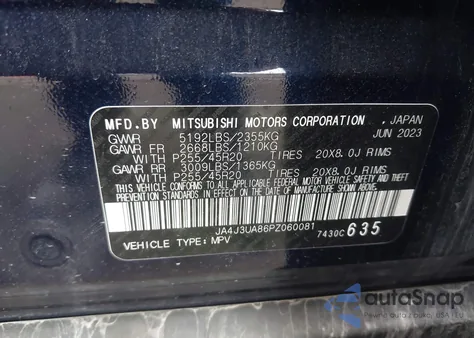 MFD.BY MITSUBISHI MOTORS CORPORATION . JAPAN
GVWR 5192LBS/2355KG JUN 2023
GAWR FR 2668LBS/1210KG
WITH P255/45R20 TIRES 20X8.0J RIMS
GAWR RR 3009LBS/1365KG
WITH P255/45R20 TIRES 20X8.0J RIMS
THIS VEHICLE CONFORMS TO ALL APPLICABLE FEDERAL MOTOR VEHICLE SAFETY, BUMPER AND THEFT
PREVENTION STANDARDS IN EFFECT ON THE DATE OF MANUFACTURE SHOWN ABOVE.
JA4J3UA86PZ060081
VEHICLE TYPE: MPV 7430C 635
autoSnap